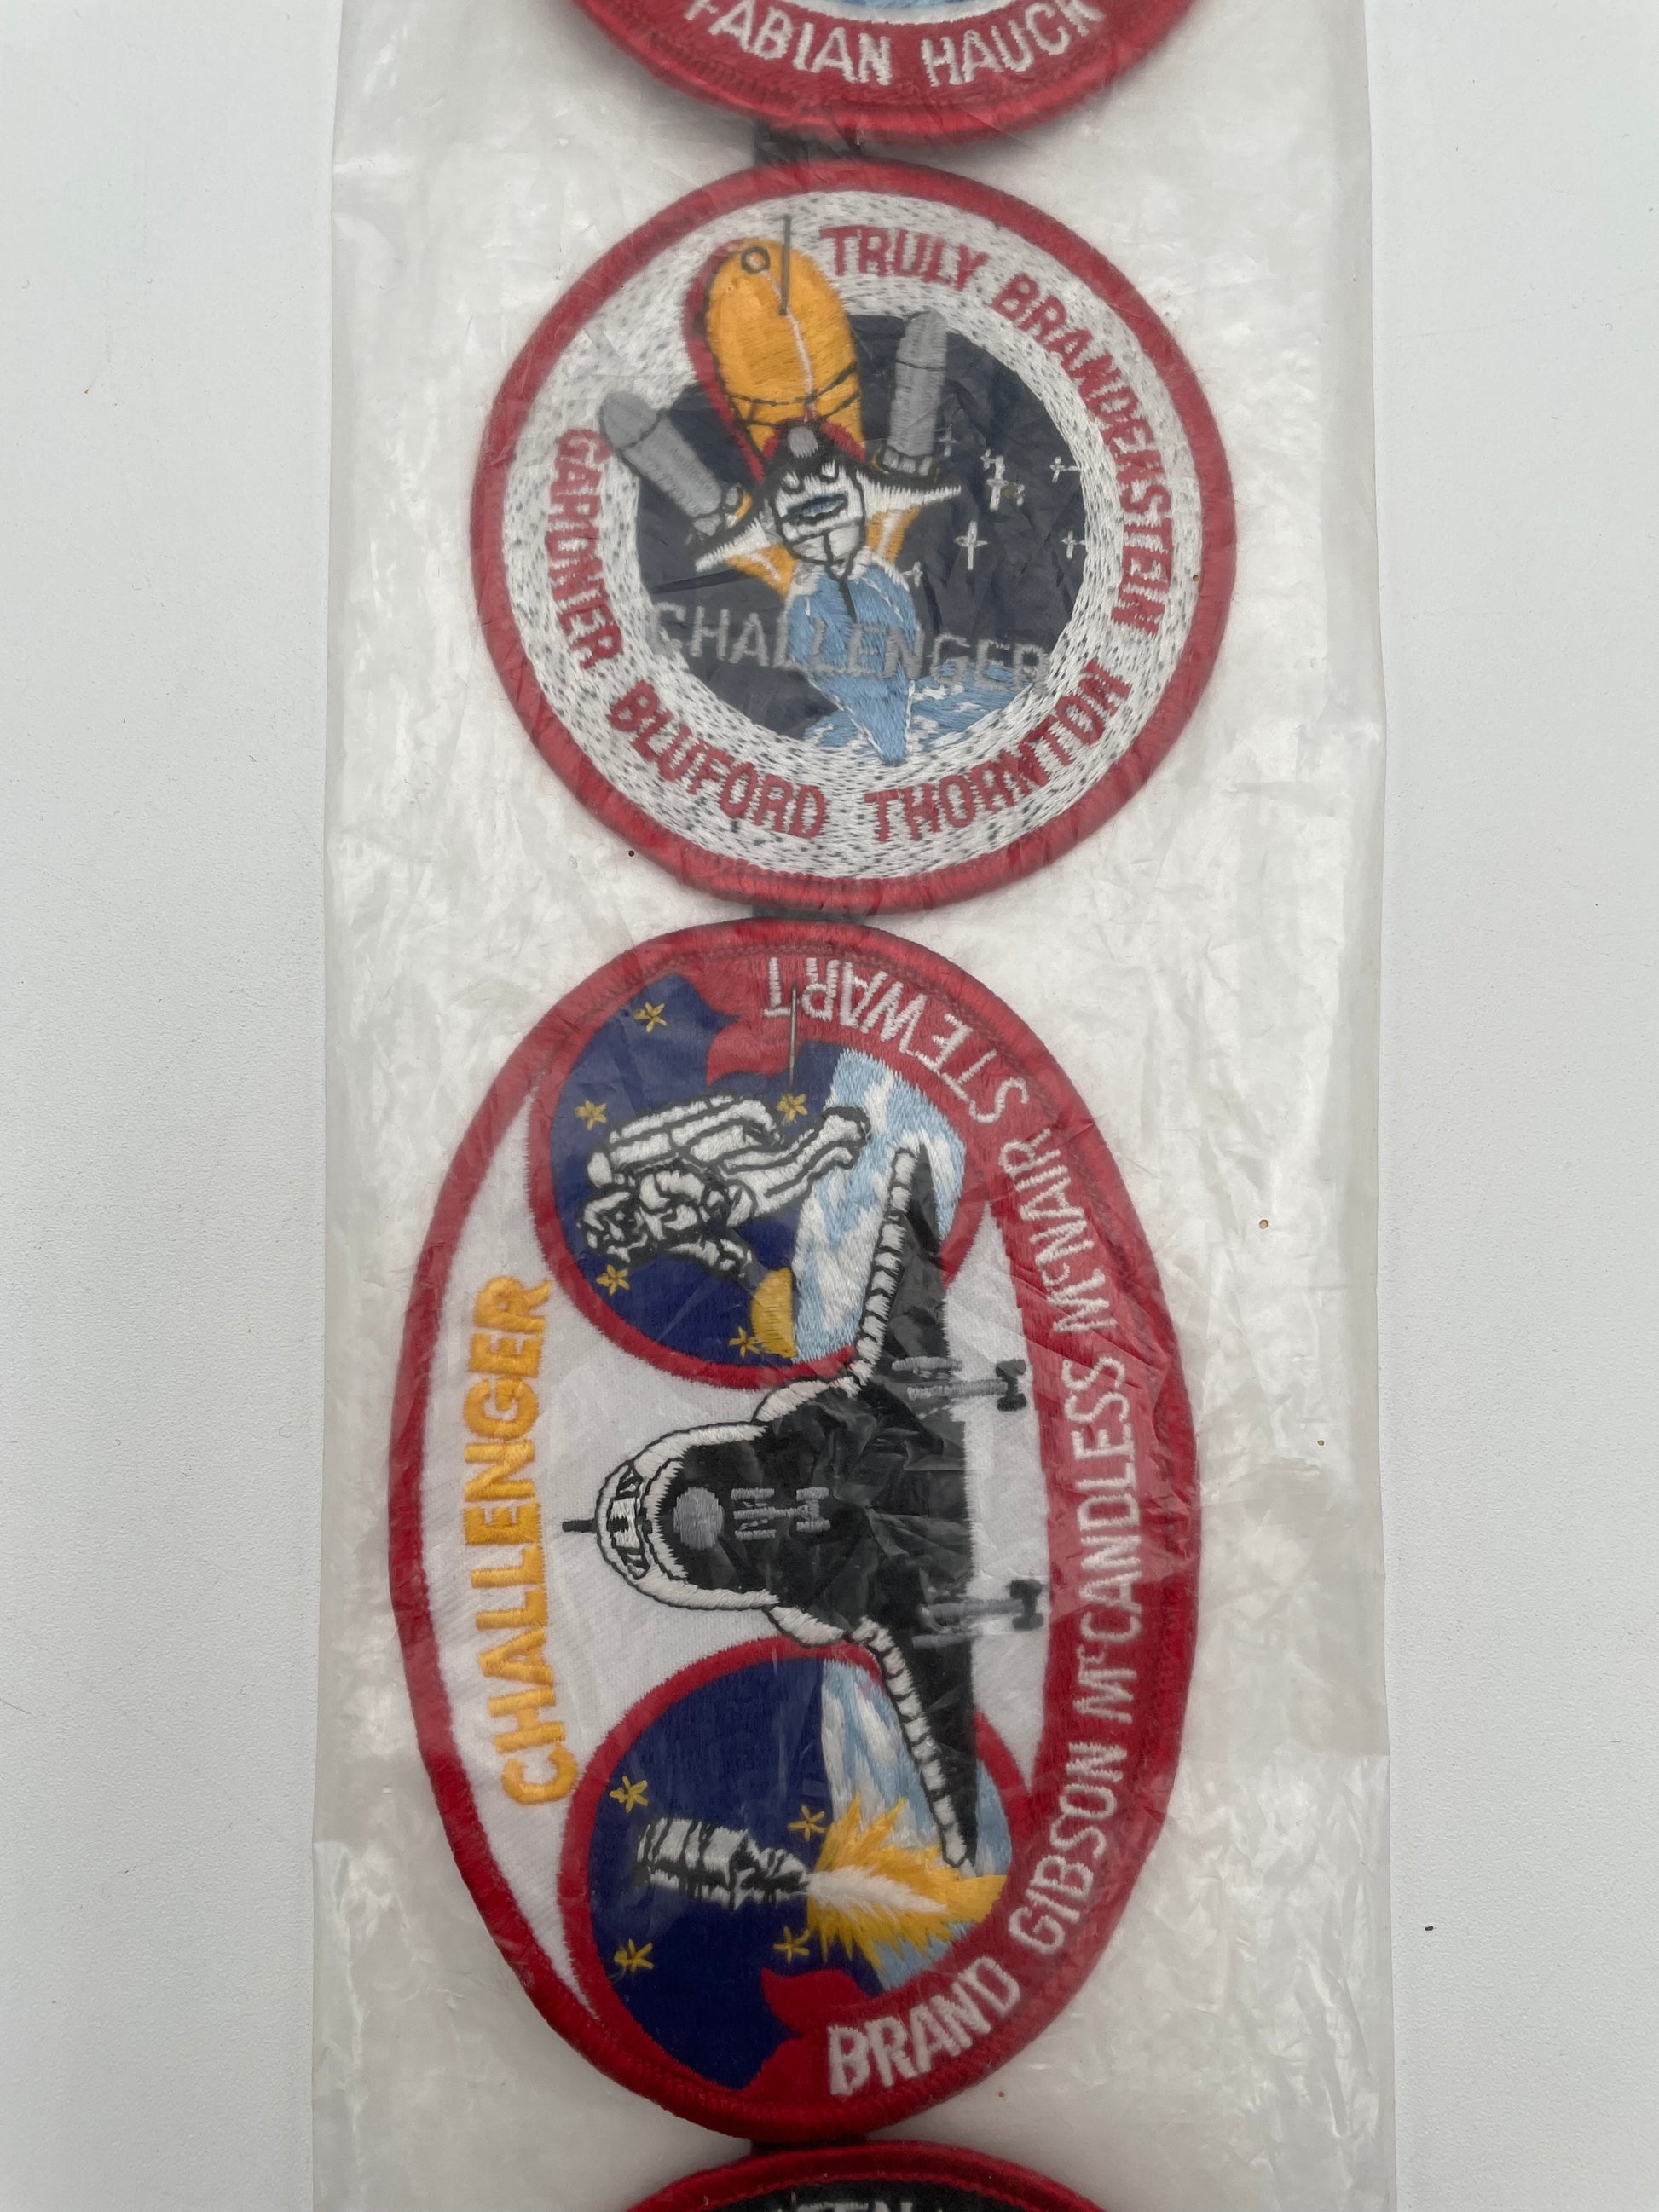 FABIAN HAUCK
TRULY BRANDENSTEIN
GARDNER BLUFORD THORNTON
CHALLENGER
CHALLENGER
BRAND GIBSON McCANDLESS McNAIR STEWART